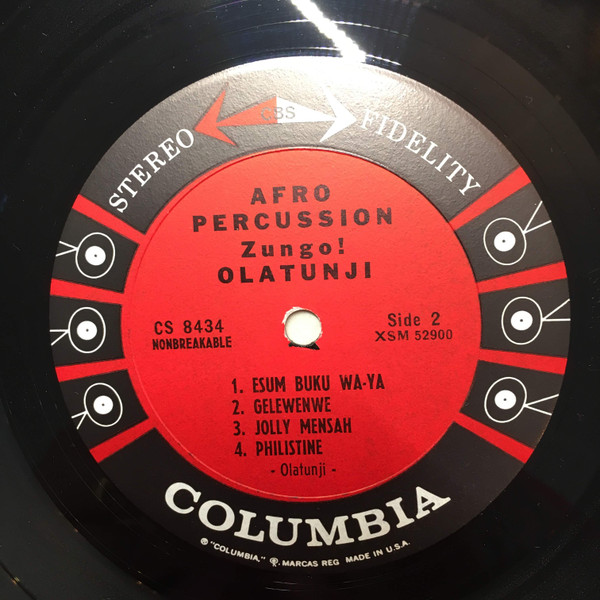 STEREO CBS FIDELITY
AFRO
PERCUSSION
Zungo!
OLATUNJI
CS 8434
NONBREAKABLE
Side 2
XSM 52900
1. ESUM BUKU WA-YA
2. GELEWENWE
3. JOLLY MENSAH
4. PHILISTINE
- Olatunji -
COLUMBIA
® "COLUMBIA," ℗. MARCAS REG MADE IN U.S.A.